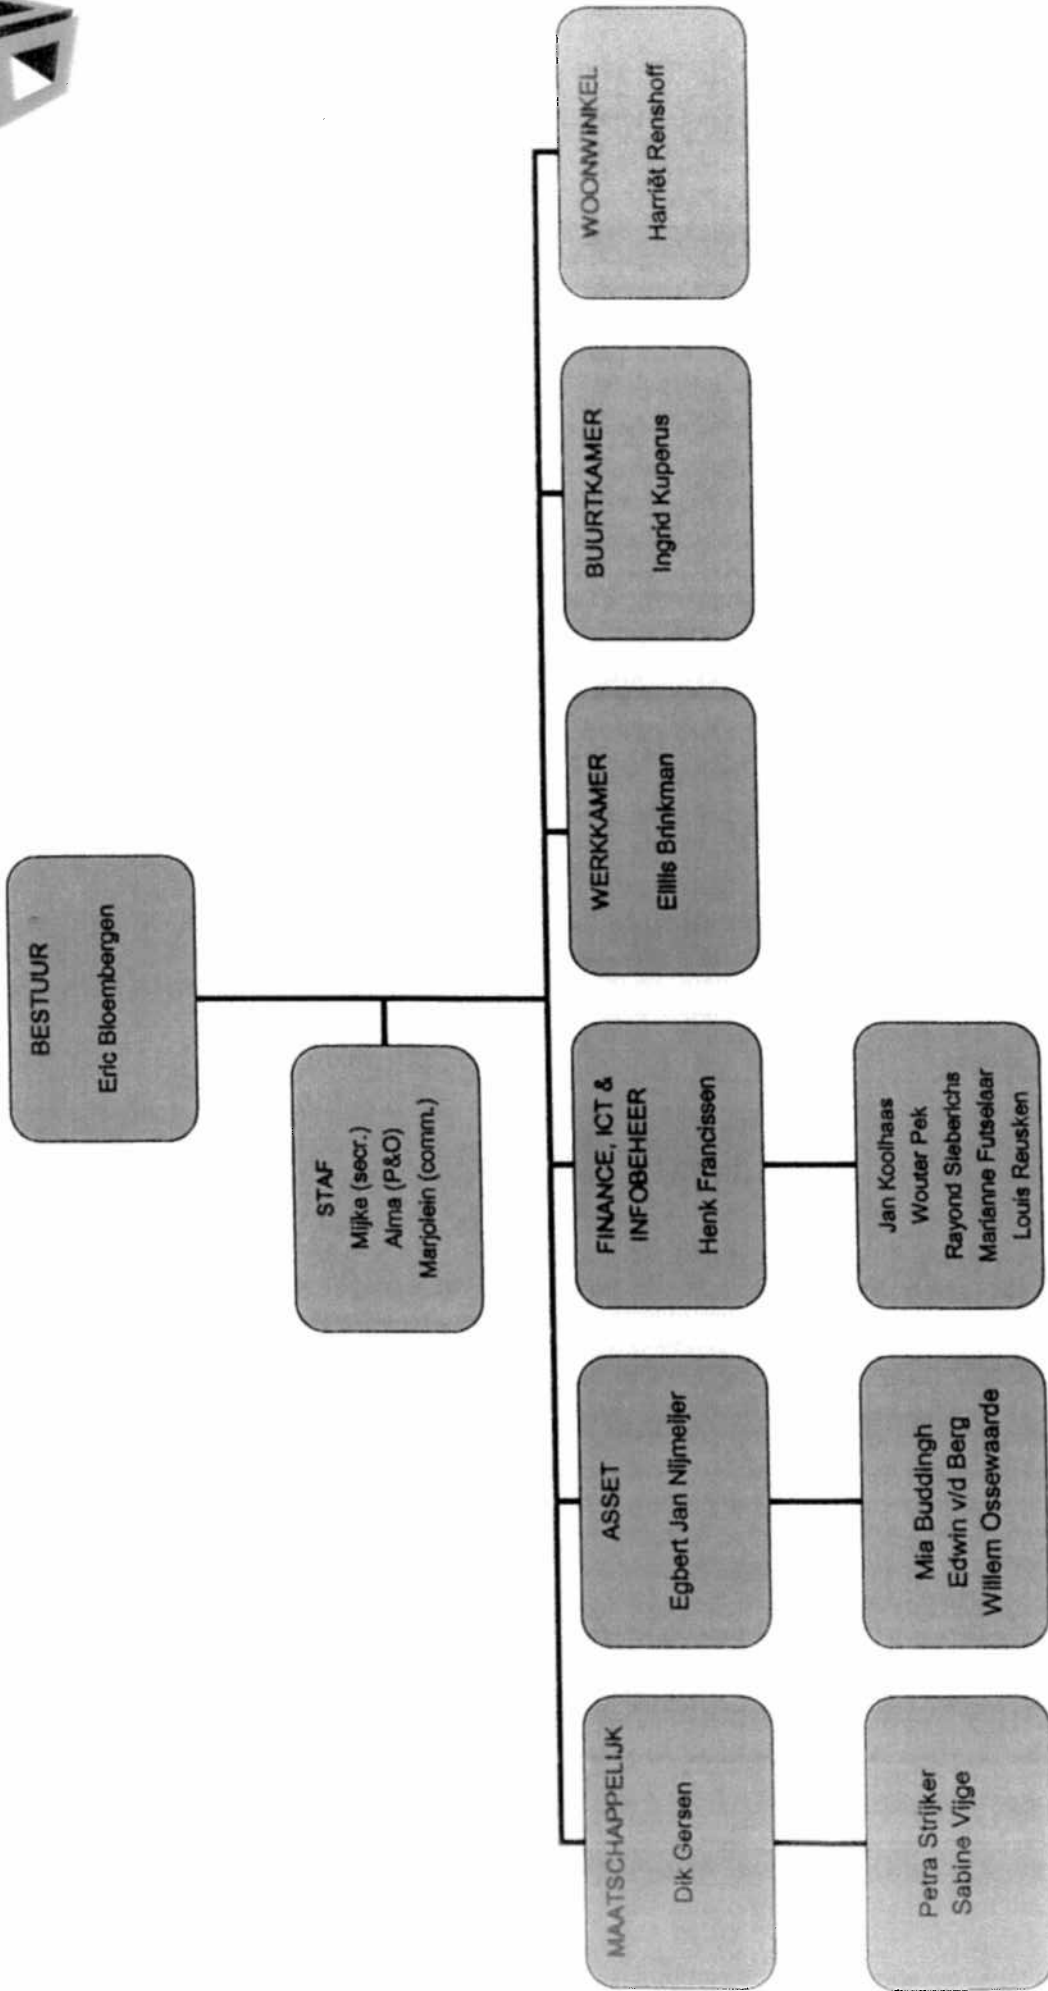 BESTUUR
Eric Bloembergen
STAF
Mijke (secr.)
Alma (P&O)
Marjolein (comm.)
MAATSCHAPPELIJK
Dik Gersen
ASSET
Egbert Jan Nijmeijer
FINANCE, ICT &
INFOBEHEER
Henk Francissen
WERKKAMER
Ellis Brinkman
BUURTKAMER
Ingrid Kuperus
WOONWINKEL
Harriët Renshoff
Petra Strijker
Sabine Vijge
Mia Buddingh
Edwin v/d Berg
Willem Ossewaarde
Jan Koolhaas
Wouter Pek
Rayond Sieberichs
Marianne Futselaar
Louis Reusken